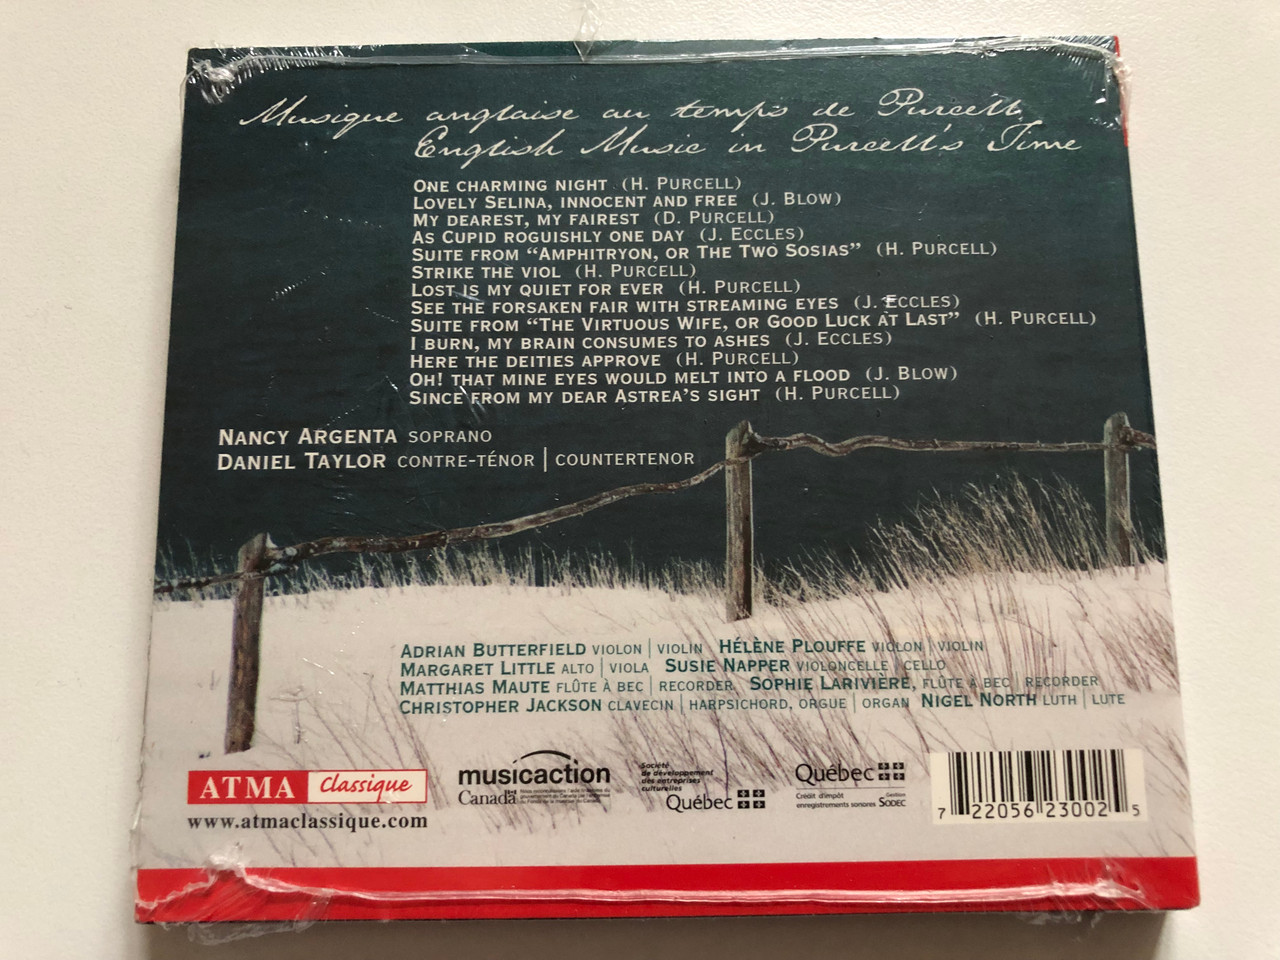 Musique anglaise au temps de Purcell
English Music in Purcell's Time
ONE CHARMING NIGHT (H. PURCELL)
LOVELY SELINA, INNOCENT AND FREE (J. BLOW)
MY DEAREST, MY FAIREST (D. PURCELL)
AS CUPID ROGUISHLY ONE DAY (J. ECCLES)
SUITE FROM “AMPHITRYON, OR THE TWO SOSIAS” (H. PURCELL)
STRIKE THE VIOL (H. PURCELL)
LOST IS MY QUIET FOR EVER (H. PURCELL)
SEE THE FORSAKEN FAIR WITH STREAMING EYES (J. ECCLES)
SUITE FROM “THE VIRTUOUS WIFE, OR GOOD LUCK AT LAST” (H. PURCELL)
I BURN, MY BRAIN CONSUMES TO ASHES (J. ECCLES)
HERE THE DEITIES APPROVE (H. PURCELL)
OH! THAT MINE EYES WOULD MELT INTO A FLOOD (J. BLOW)
SINCE FROM MY DEAR ASTREA'S SIGHT (H. PURCELL)
NANCY ARGENTA SOPRANO
DANIEL TAYLOR CONTRE-TÉNOR | COUNTERTENOR
ADRIAN BUTTERFIELD VIOLON | VIOLIN HÉLÈNE PLOUFFE VIOLON | VIOLIN
MARGARET LITTLE ALTO | VIOLA SUSIE NAPPER VIOLONCELLE | CELLO
MATTHIAS MAUTE FLÛTE À BEC | RECORDER SOPHIE LARIVIÈRE, FLÛTE À BEC | RECORDER
CHRISTOPHER JACKSON CLAVECIN | HARPSICHORD, ORGUE | ORGAN NIGEL NORTH LUTH | LUTE
ATMA Classique
www.atmaclassique.com
musicaction
Canada
Société
de développement
des entreprises
culturelles
Québec
Québec
Crédit d'impôt
enregistrements sonores
Gestion
SODEC
7 22056 23002 5